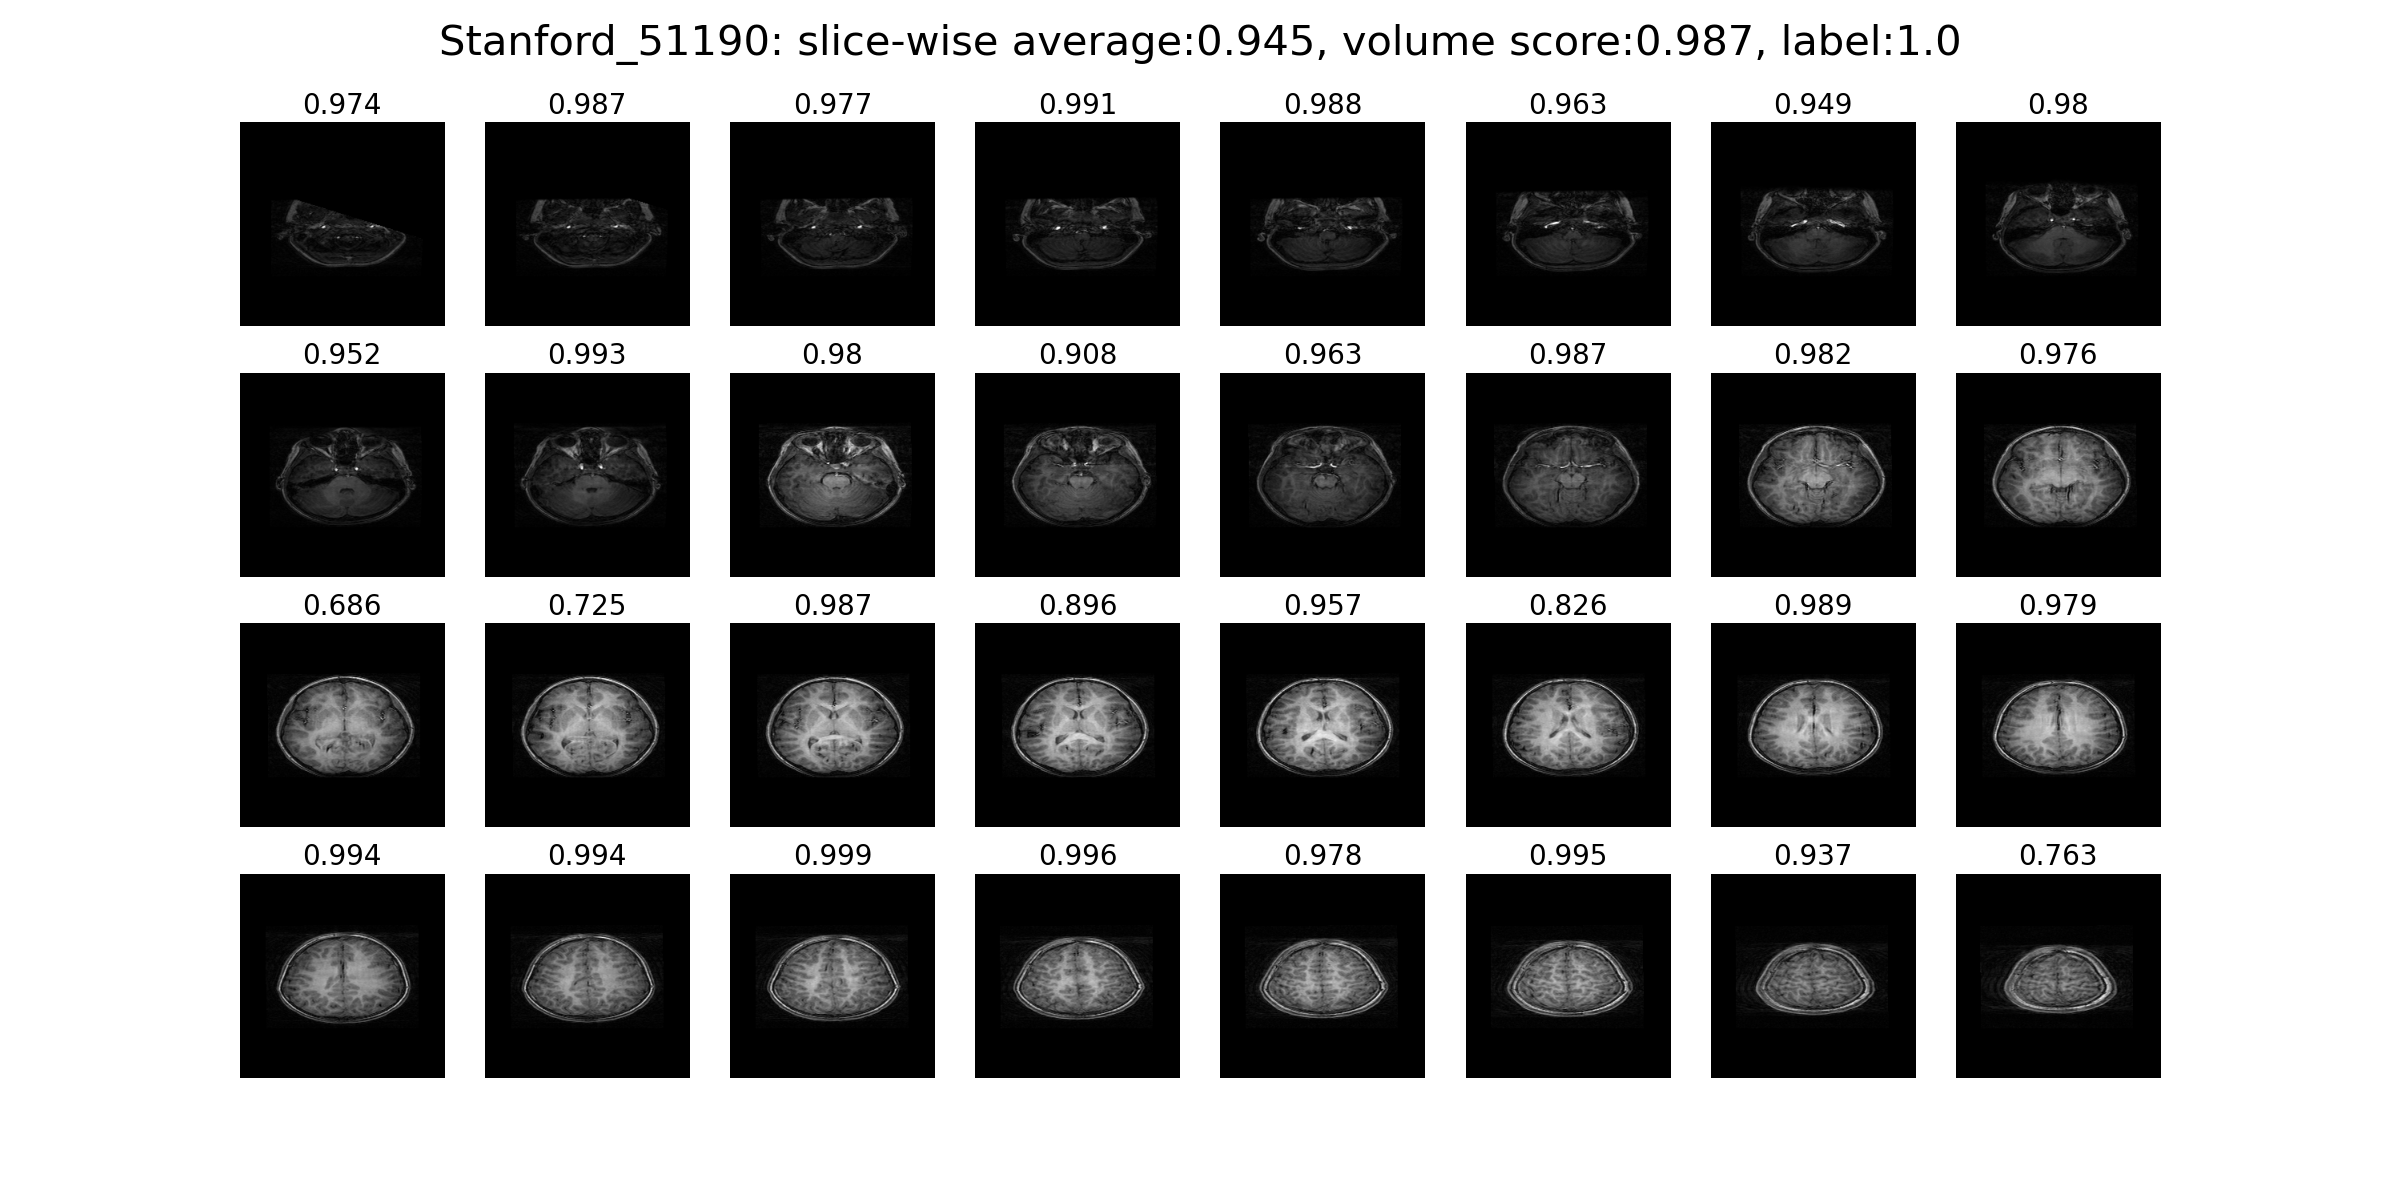 Stanford_51190: slice-wise average:0.945, volume score:0.987, label:1.0
0.974 0.987 0.977 0.991 0.988 0.963 0.949 0.98
0.952 0.993 0.98 0.908 0.963 0.987 0.982 0.976
0.686 0.725 0.987 0.896 0.957 0.826 0.989 0.979
0.994 0.994 0.999 0.996 0.978 0.995 0.937 0.763